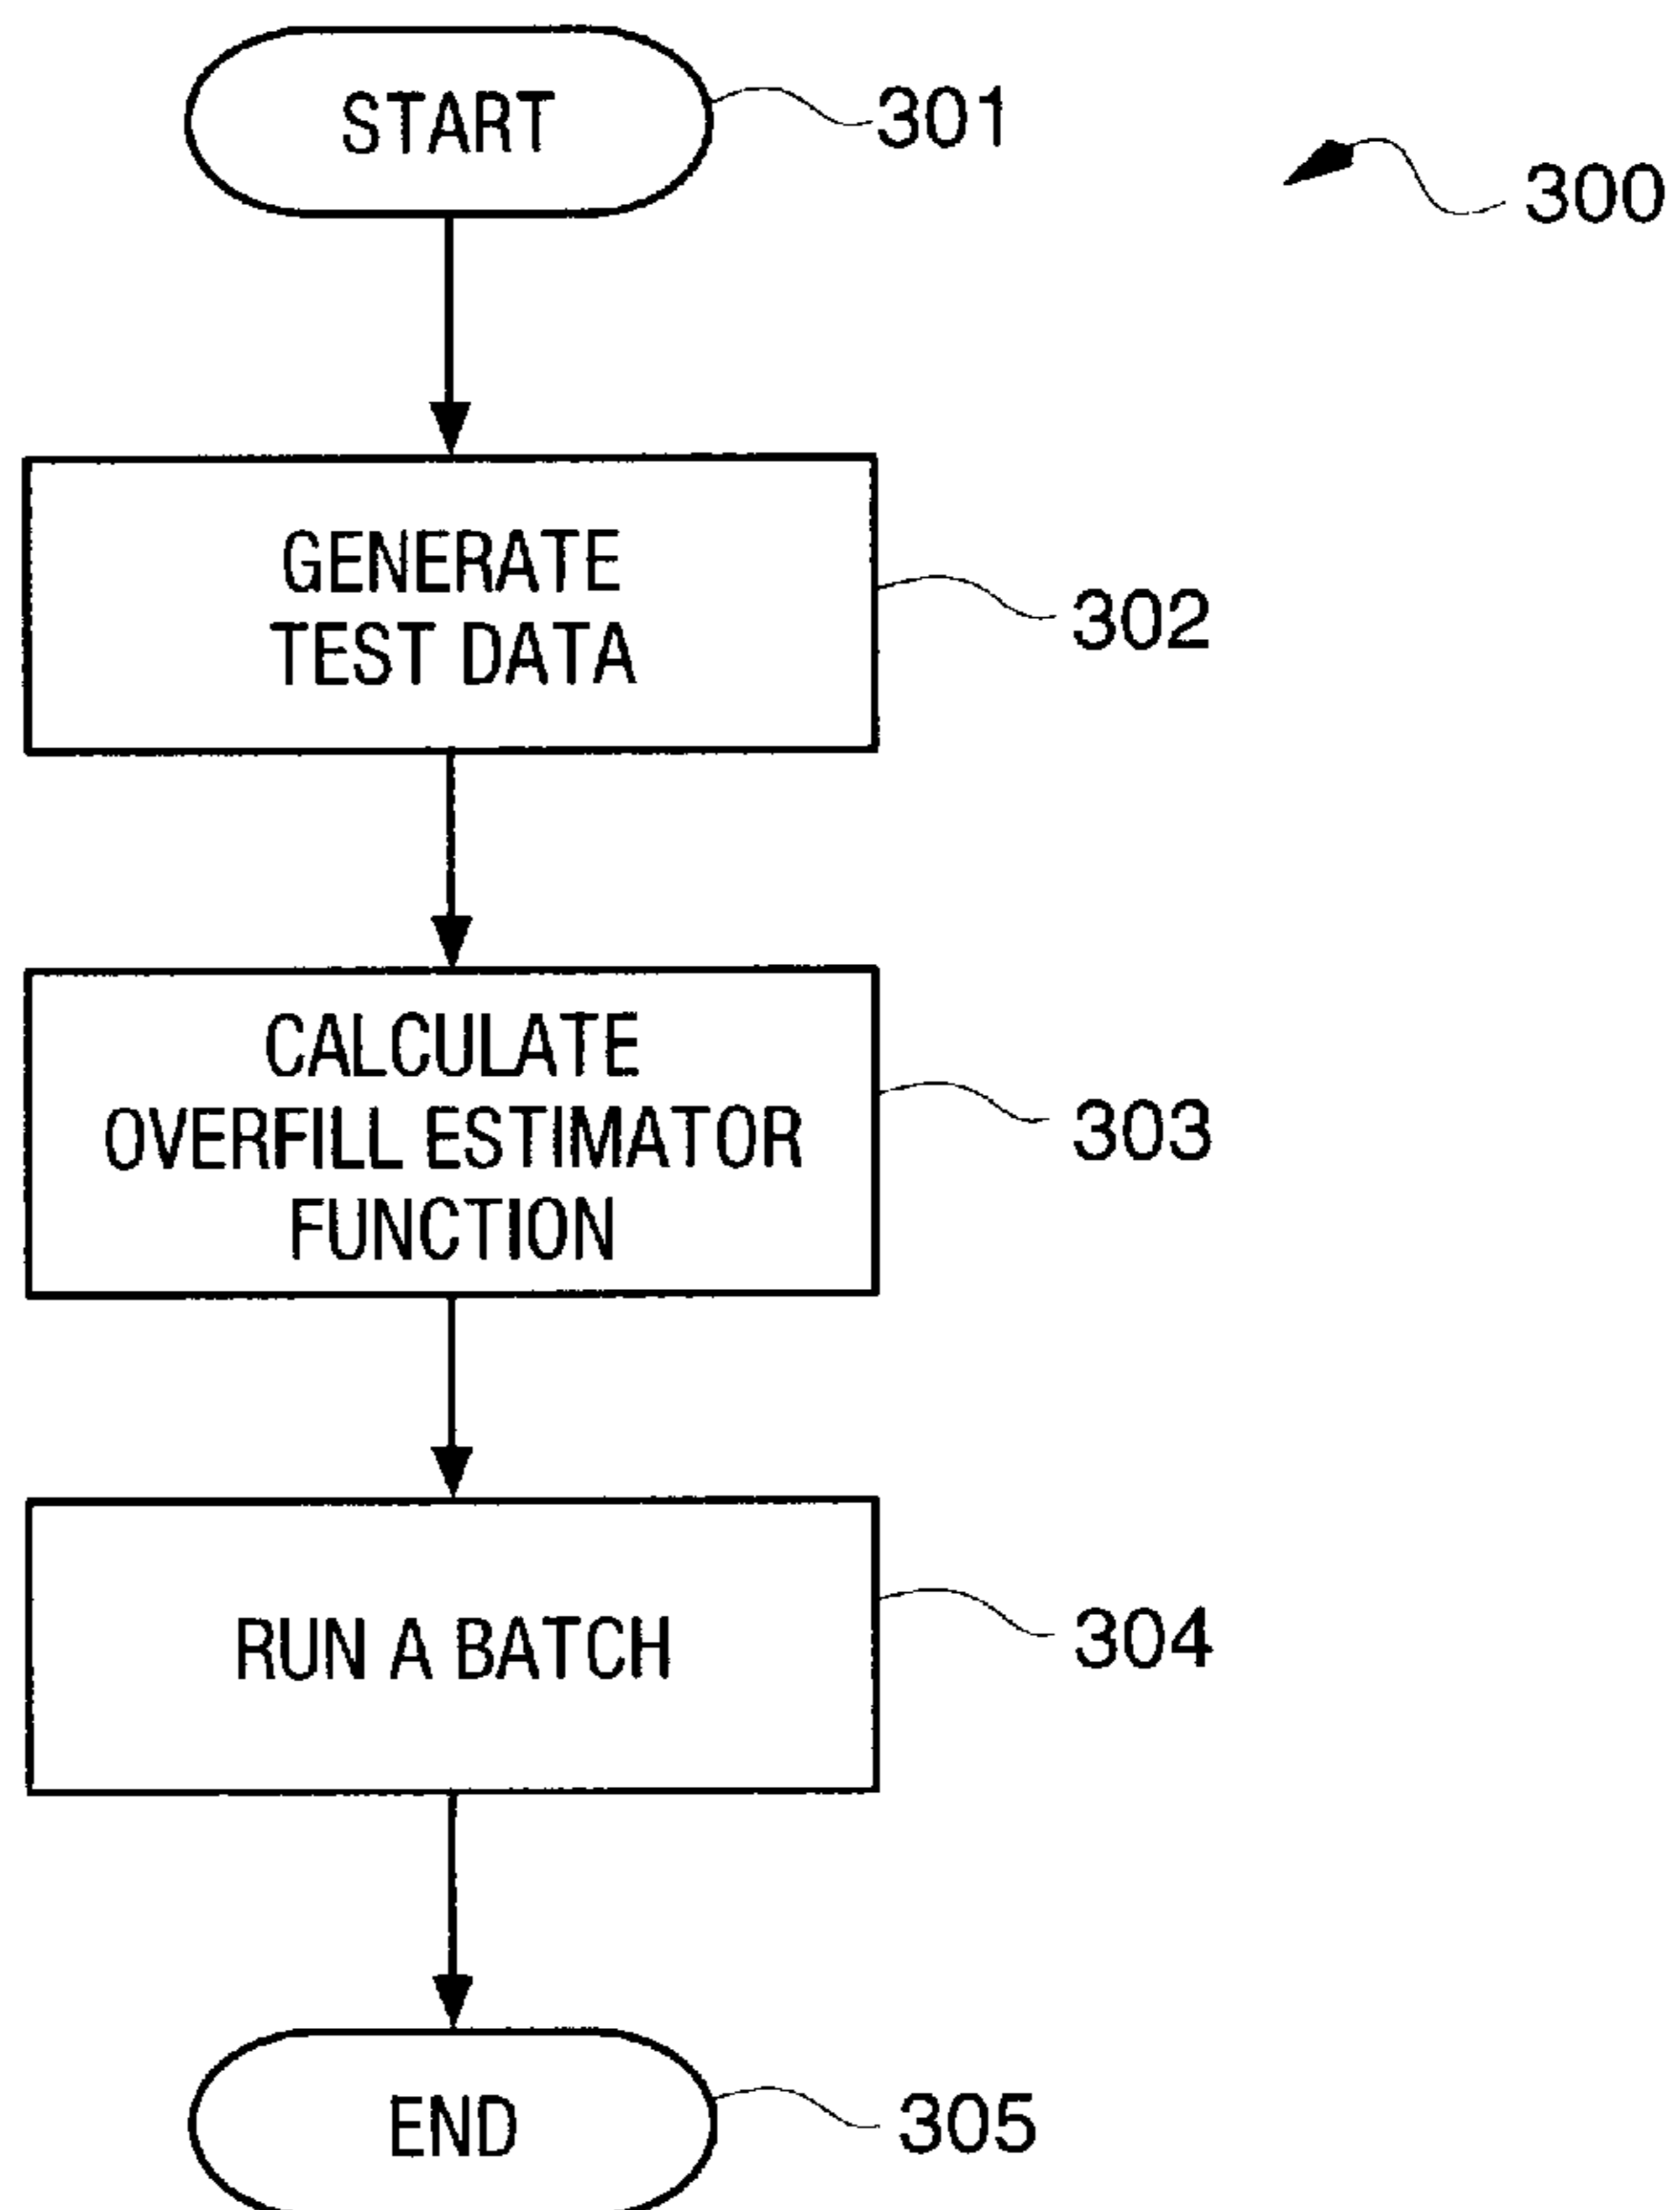 START
301
300
GENERATE
TEST DATA
302
CALCULATE
OVERFILL ESTIMATOR
FUNCTION
303
RUN A BATCH
304
END
305